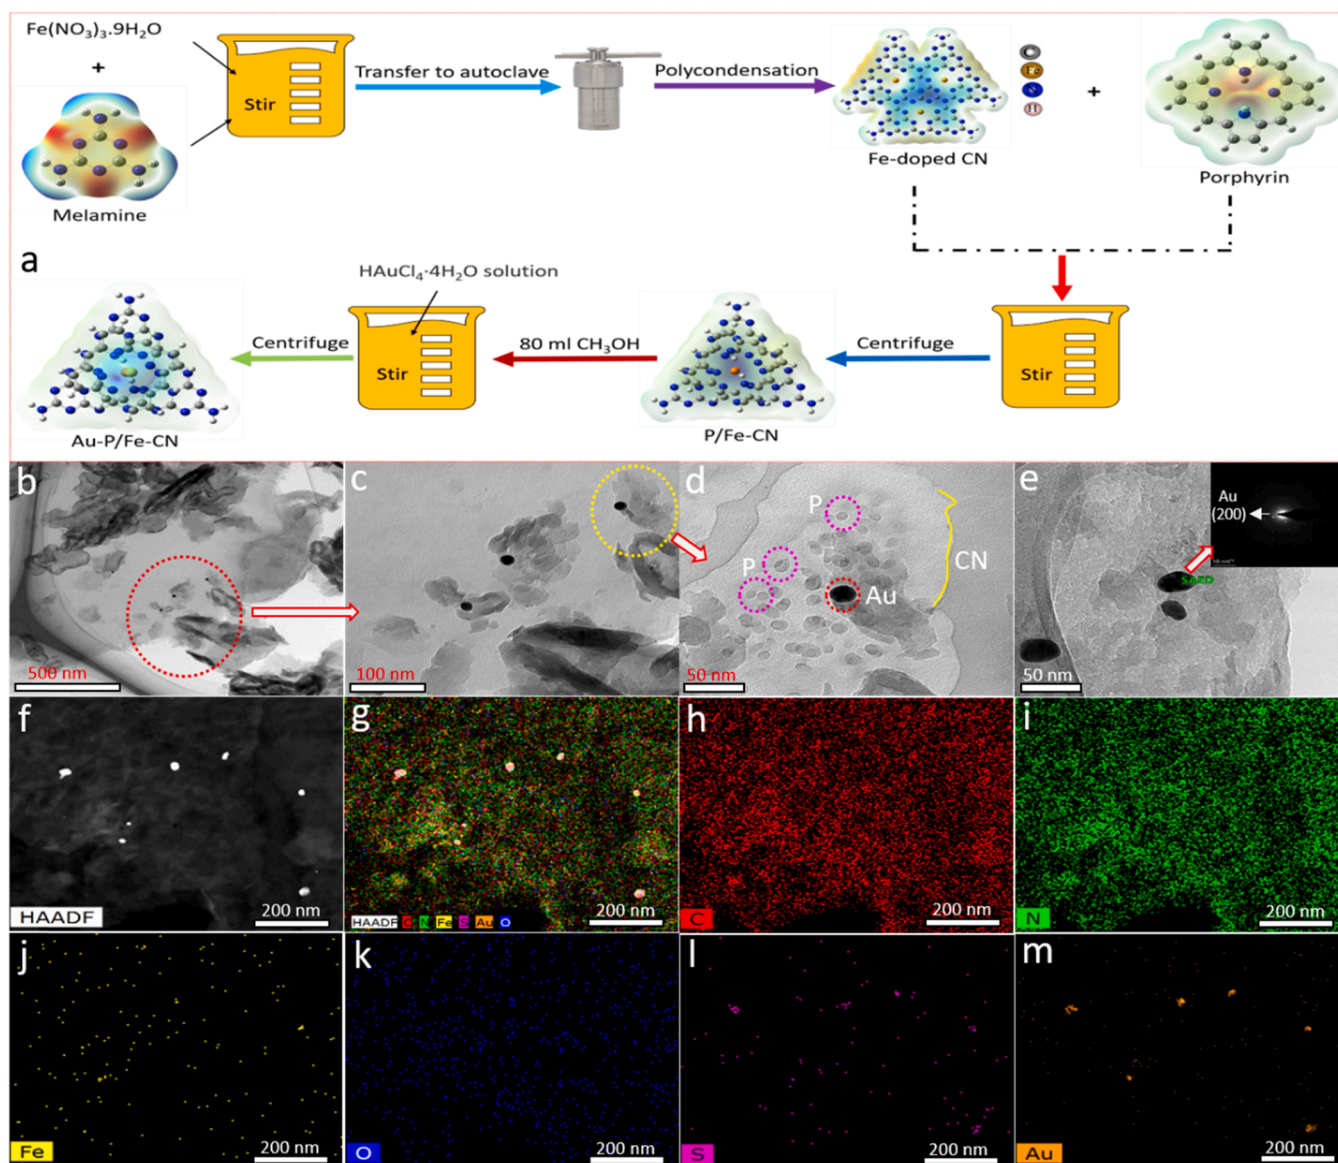 Fe(NO3)3.9H2O
+
Stir
Melamine
Transfer to autoclave
Polycondensation
C
Fe
N
H
Fe-doped CN
+
Porphyrin
a
HAuCl4·4H2O solution
Centrifuge
Stir
80 ml CH3OH
Centrifuge
Stir
Au-P/Fe-CN
P/Fe-CN
b
500 nm
c
100 nm
d
P
P
CN
Au
50 nm
e
Au
(200)
SAED
50 nm
f
HAADF
200 nm
g
HAADF C N Fe S Au O
200 nm
h
C
200 nm
i
N
200 nm
j
Fe
200 nm
k
O
200 nm
l
S
200 nm
m
Au
200 nm